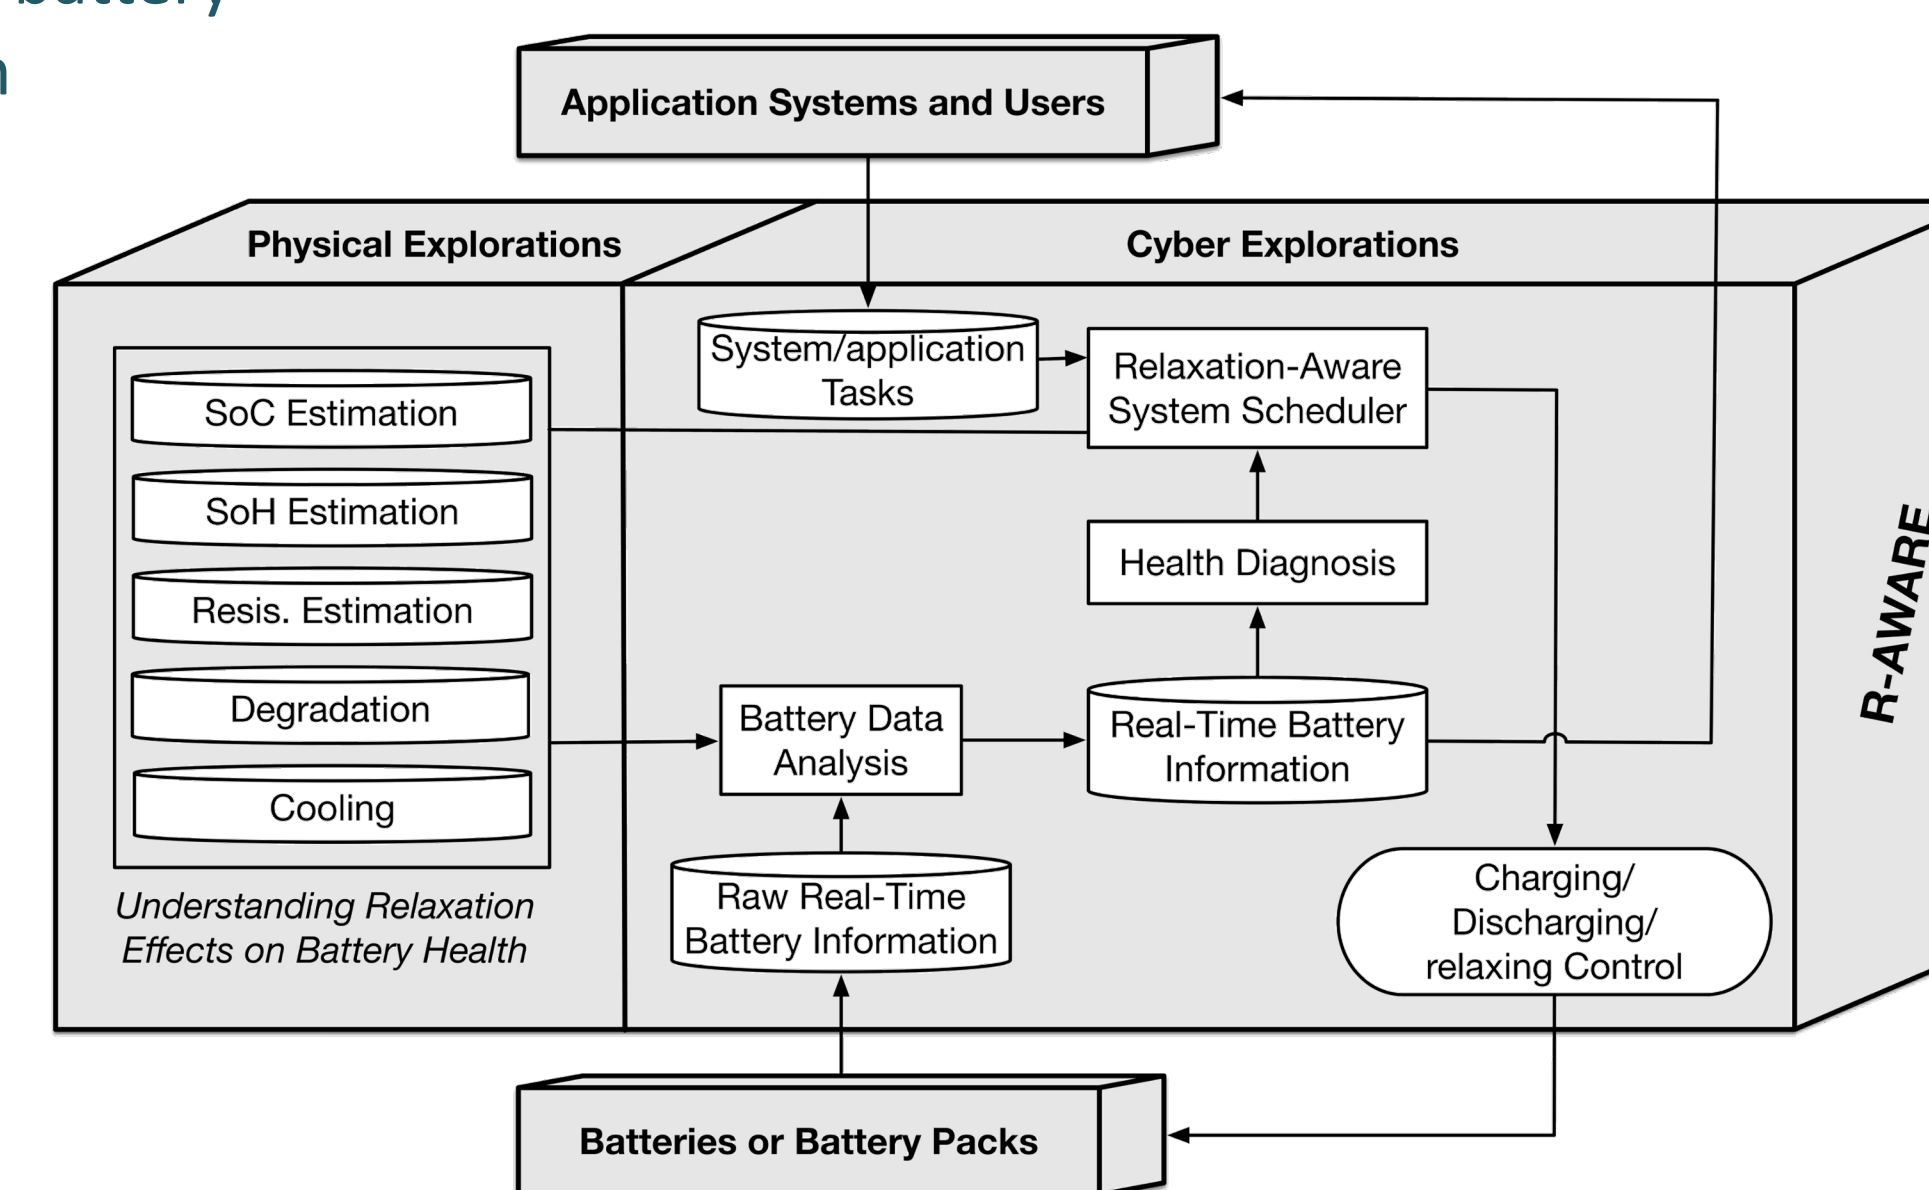 battery
Application Systems and Users
Physical Explorations
Cyber Explorations
System/application
Tasks
Relaxation-Aware
System Scheduler
SoC Estimation
SoH Estimation
Resis. Estimation
Degradation
Cooling
Understanding Relaxation
Effects on Battery Health
Health Diagnosis
Battery Data
Analysis
Real-Time Battery
Information
Raw Real-Time
Battery Information
Charging/
Discharging/
relaxing Control
R-AWARE
Batteries or Battery Packs